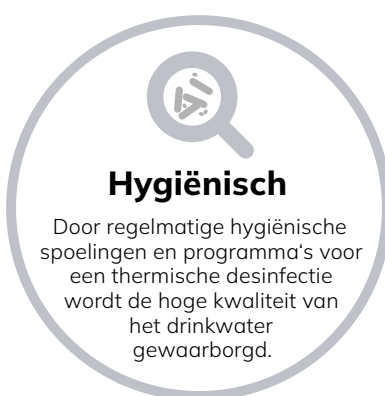 Hygiënisch
Door regelmatige hygiënische
spoelingen en programma‘s voor
een thermische desinfectie
wordt de hoge kwaliteit van
het drinkwater
gewaarborgd.